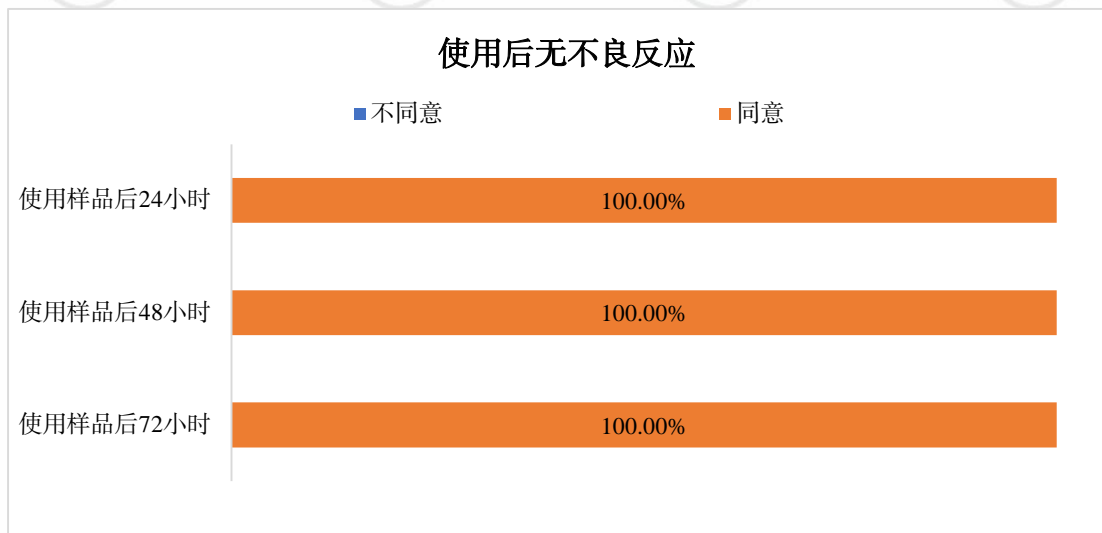 使用后无不良反应
不同意 同意
使用样品后24小时 100.00%
使用样品后48小时 100.00%
使用样品后72小时 100.00%